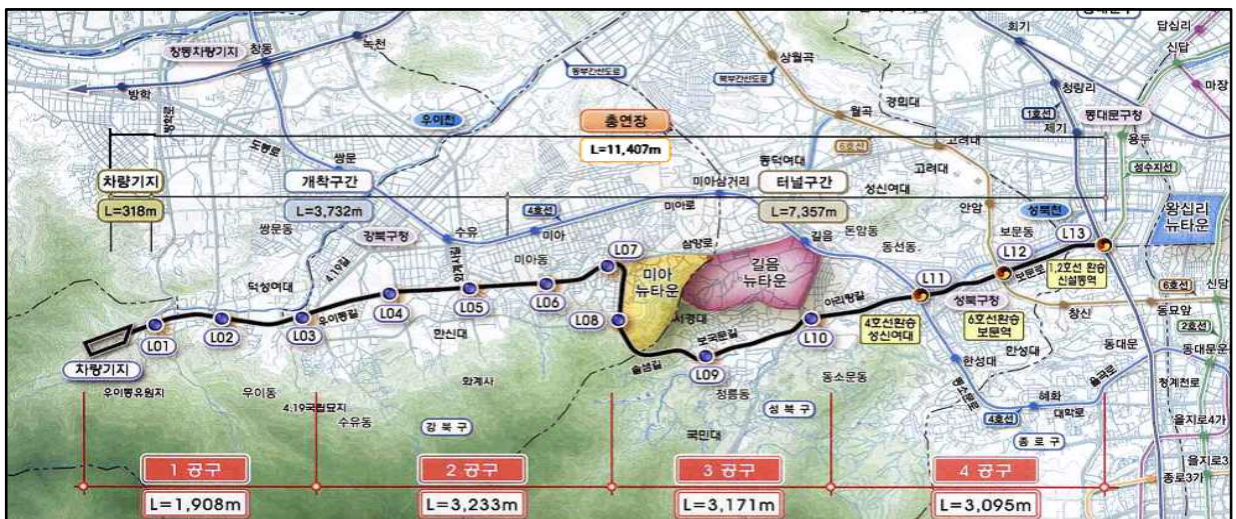 창동차량기지
창동
녹천
방학
방학로
도봉로
쌍문
우이천
동부간선도로
북부간선도로
상월곡
월곡
경희대
회기
청량리
1호선
제기
동대문구청
용두
답십리
신답
마장
성수지선
총연장
L=11,407m
차량기지
L=318m
개착구간
L=3,732m
터널구간
L=7,357m
동덕여대
6호선
고려대
고려대
성신여대
안암
성북천
왕십리
뉴타운
쌍문동
강북구청
수유
4호선
미아
미아동
미아삼거리
미아로
삼양로
길음
돈암동
동선동
보문동
보문로
덕성여대
4.19길
우이동길
한신대
화계사
미아
뉴타운
길음
뉴타운
서경대
보국문길
솔샘길
아리랑길
정릉동
국민대
성북구
동소문동
L01
L02
L03
L04
L05
L06
L07
L08
L09
L10
L11
L12
L13
4호선환승
성신여대
성북구청
6호선환승
보문역
1,2호선 환승
신설동역
창신
동묘앞
6호선
신당
2호선
동대문
청계천로
을지로4가
종로3가
한성대
한성대
동소문로
혜화
대학로
율곡로
4호선
종로구
차량기지
우이동유원지
우이동
4.19국립묘지
수유동
강북구
1 공구
L=1,908m
2 공구
L=3,233m
3 공구
L=3,171m
4 공구
L=3,095m